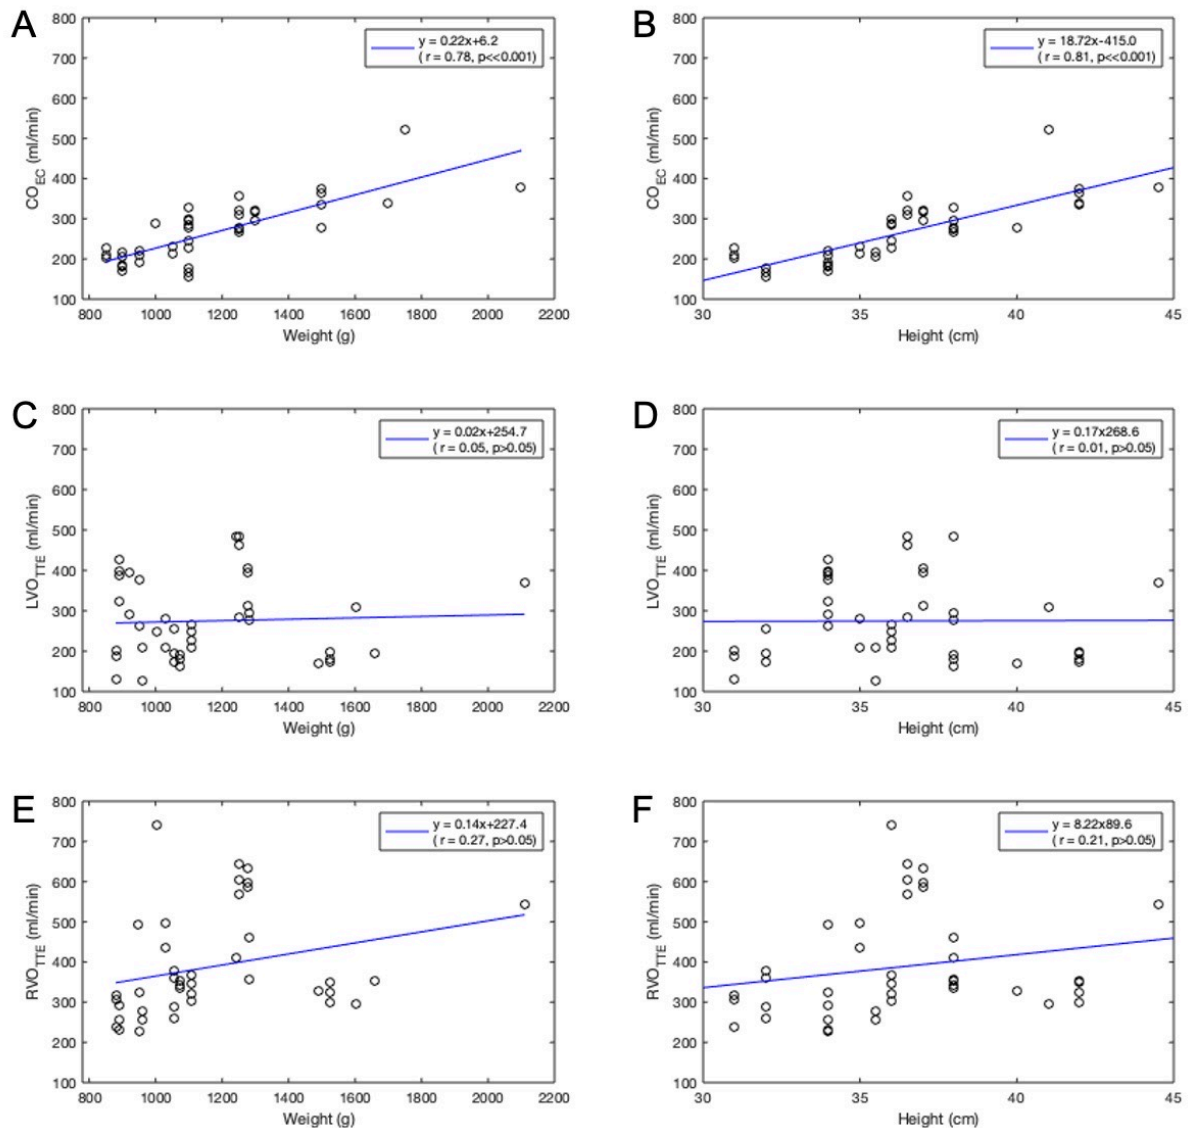 A
800
700
600
500
400
300
200
100
CO_EC (ml/min)
y = 0.22x+6.2
( r = 0.78, p<<0.001)
800 1000 1200 1400 1600 1800 2000 2200
Weight (g)
B
800
700
600
500
400
300
200
100
CO_EC (ml/min)
y = 18.72x-415.0
( r = 0.81, p<<0.001)
30 35 40 45
Height (cm)
C
800
700
600
500
400
300
200
100
LVO_TTE (ml/min)
y = 0.02x+254.7
( r = 0.05, p>0.05)
800 1000 1200 1400 1600 1800 2000 2200
Weight (g)
D
800
700
600
500
400
300
200
100
LVO_TTE (ml/min)
y = 0.17x268.6
( r = 0.01, p>0.05)
30 35 40 45
Height (cm)
E
800
700
600
500
400
300
200
100
RVO_TTE (ml/min)
y = 0.14x+227.4
( r = 0.27, p>0.05)
800 1000 1200 1400 1600 1800 2000 2200
Weight (g)
F
800
700
600
500
400
300
200
100
RVO_TTE (ml/min)
y = 8.22x89.6
( r = 0.21, p>0.05)
30 35 40 45
Height (cm)